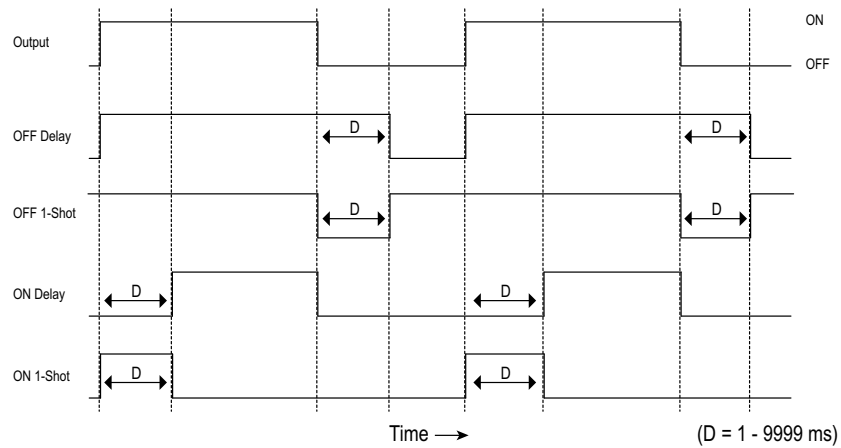 Output
ON
OFF
OFF Delay
D
D
OFF 1-Shot
D
D
ON Delay
D
D
ON 1-Shot
D
D
Time →
(D = 1 - 9999 ms)